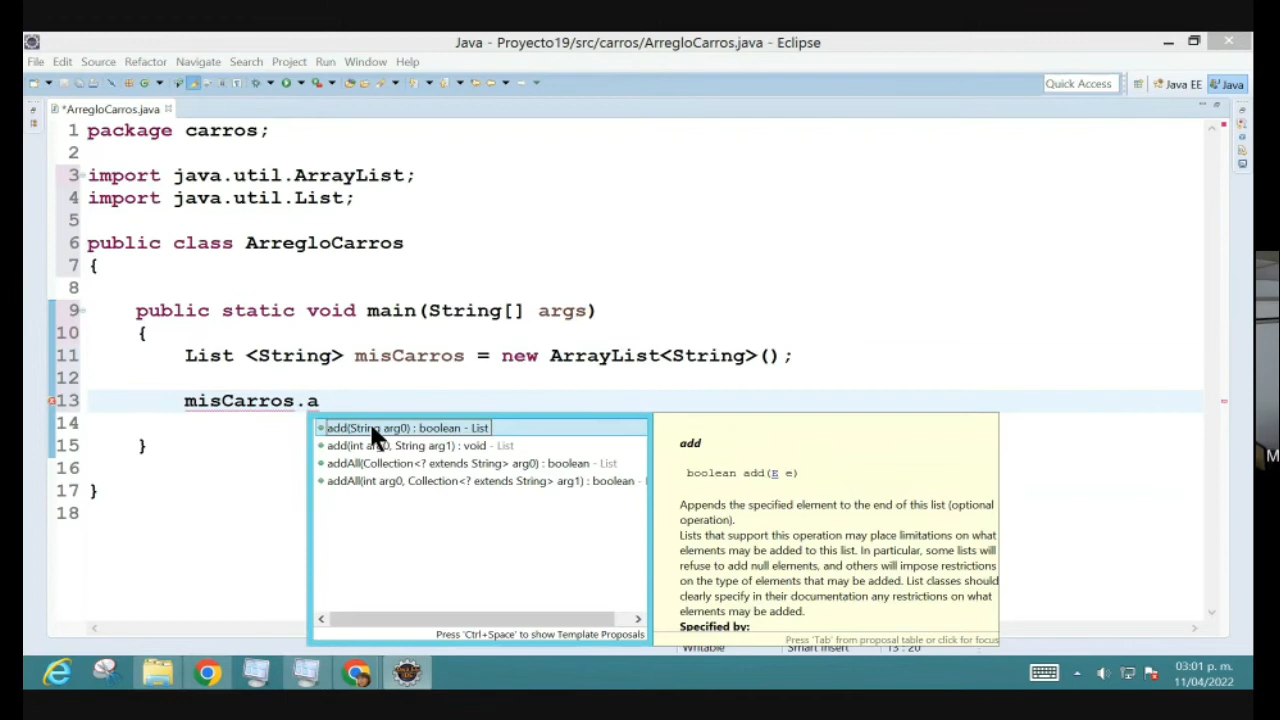 Java - Proyecto19/src/carros/ArregloCarros.java - Eclipse
File Edit Source Refactor Navigate Search Project Run Window Help
Quick Access
Java EE
Java
*ArregloCarros.java
1 package carros;
2
3 import java.util.ArrayList;
4 import java.util.List;
5
6 public class ArregloCarros
7 {
8
9 public static void main(String[] args)
10 {
11 List <String> misCarros = new ArrayList<String>();
12
13 misCarros.a
14
15 }
16
17 }
18
add(String arg0) : boolean - List
add(int arg0, String arg1) : void - List
addAll(Collection<? extends String> arg0) : boolean - List
addAll(int arg0, Collection<? extends String> arg1) : boolean -
Press 'Ctrl+Space' to show Template Proposals
add
boolean add(E e)
Appends the specified element to the end of this list (optional
operation).
Lists that support this operation may place limitations on what
elements may be added to this list. In particular, some lists will
refuse to add null elements, and others will impose restrictions
on the type of elements that may be added. List classes should
clearly specify in their documentation any restrictions on what
elements may be added.
Specified by:
Press 'Tab' from proposal table or click for focus
Writable Smart Insert 13 : 20
03:01 p. m.
11/04/2022
M